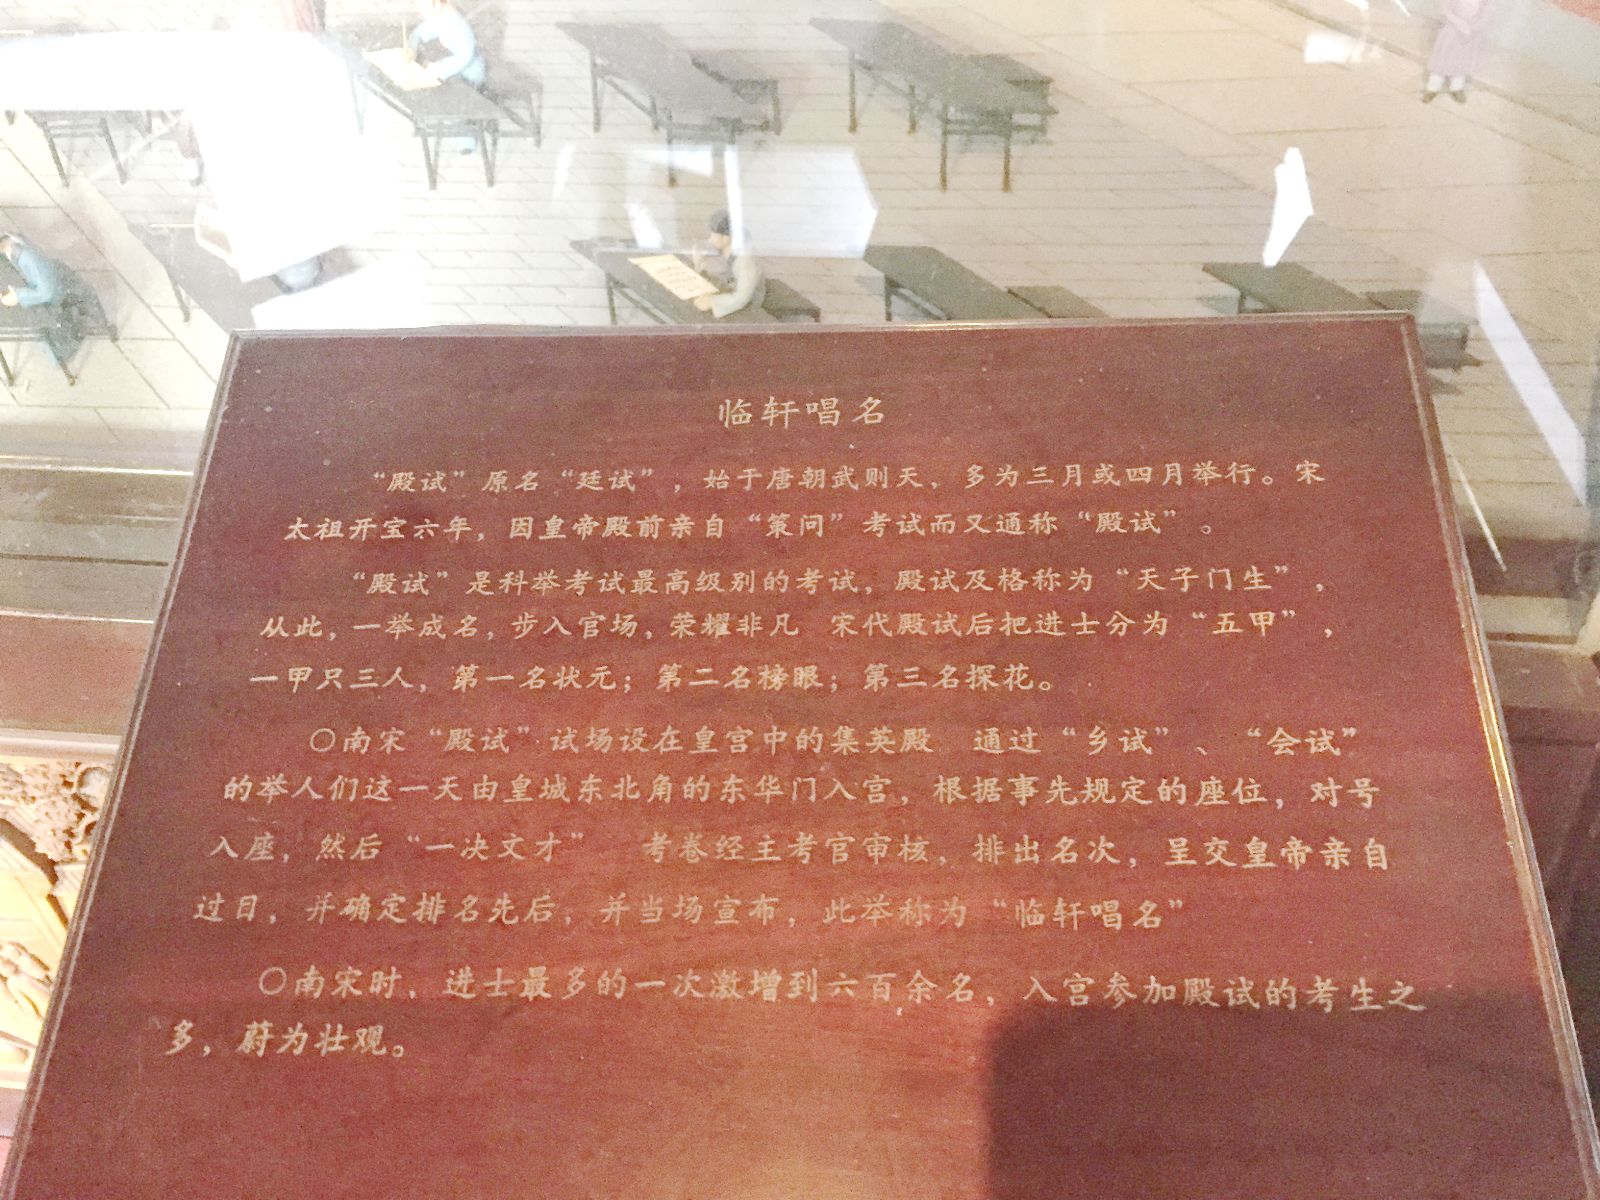 临轩唱名
“殿试”原名“廷试”，始于唐朝武则天，多为三月或四月举行。宋
太祖开宝六年，因皇帝殿前亲自“策问”考试而又通称“殿试”。
“殿试”是科举考试最高级别的考试，殿试及格称为“天子门生”，
从此，一举成名，步入官场，荣耀非凡 宋代殿试后把进士分为“五甲”，
一甲只三人，第一名状元；第二名榜眼；第三名探花。
〇南宋“殿试”试场设在皇宫中的集英殿 通过“乡试”、“会试”
的举人们这一天由皇城东北角的东华门入宫，根据事先规定的座位，对号
入座，然后“一决文才” 考卷经主考官审核，排出名次，呈交皇帝亲自
过目，并确定排名先后，并当场宣布，此举称为“临轩唱名”
〇南宋时，进士最多的一次激增到六百余名，入宫参加殿试的考生之
多，蔚为壮观。